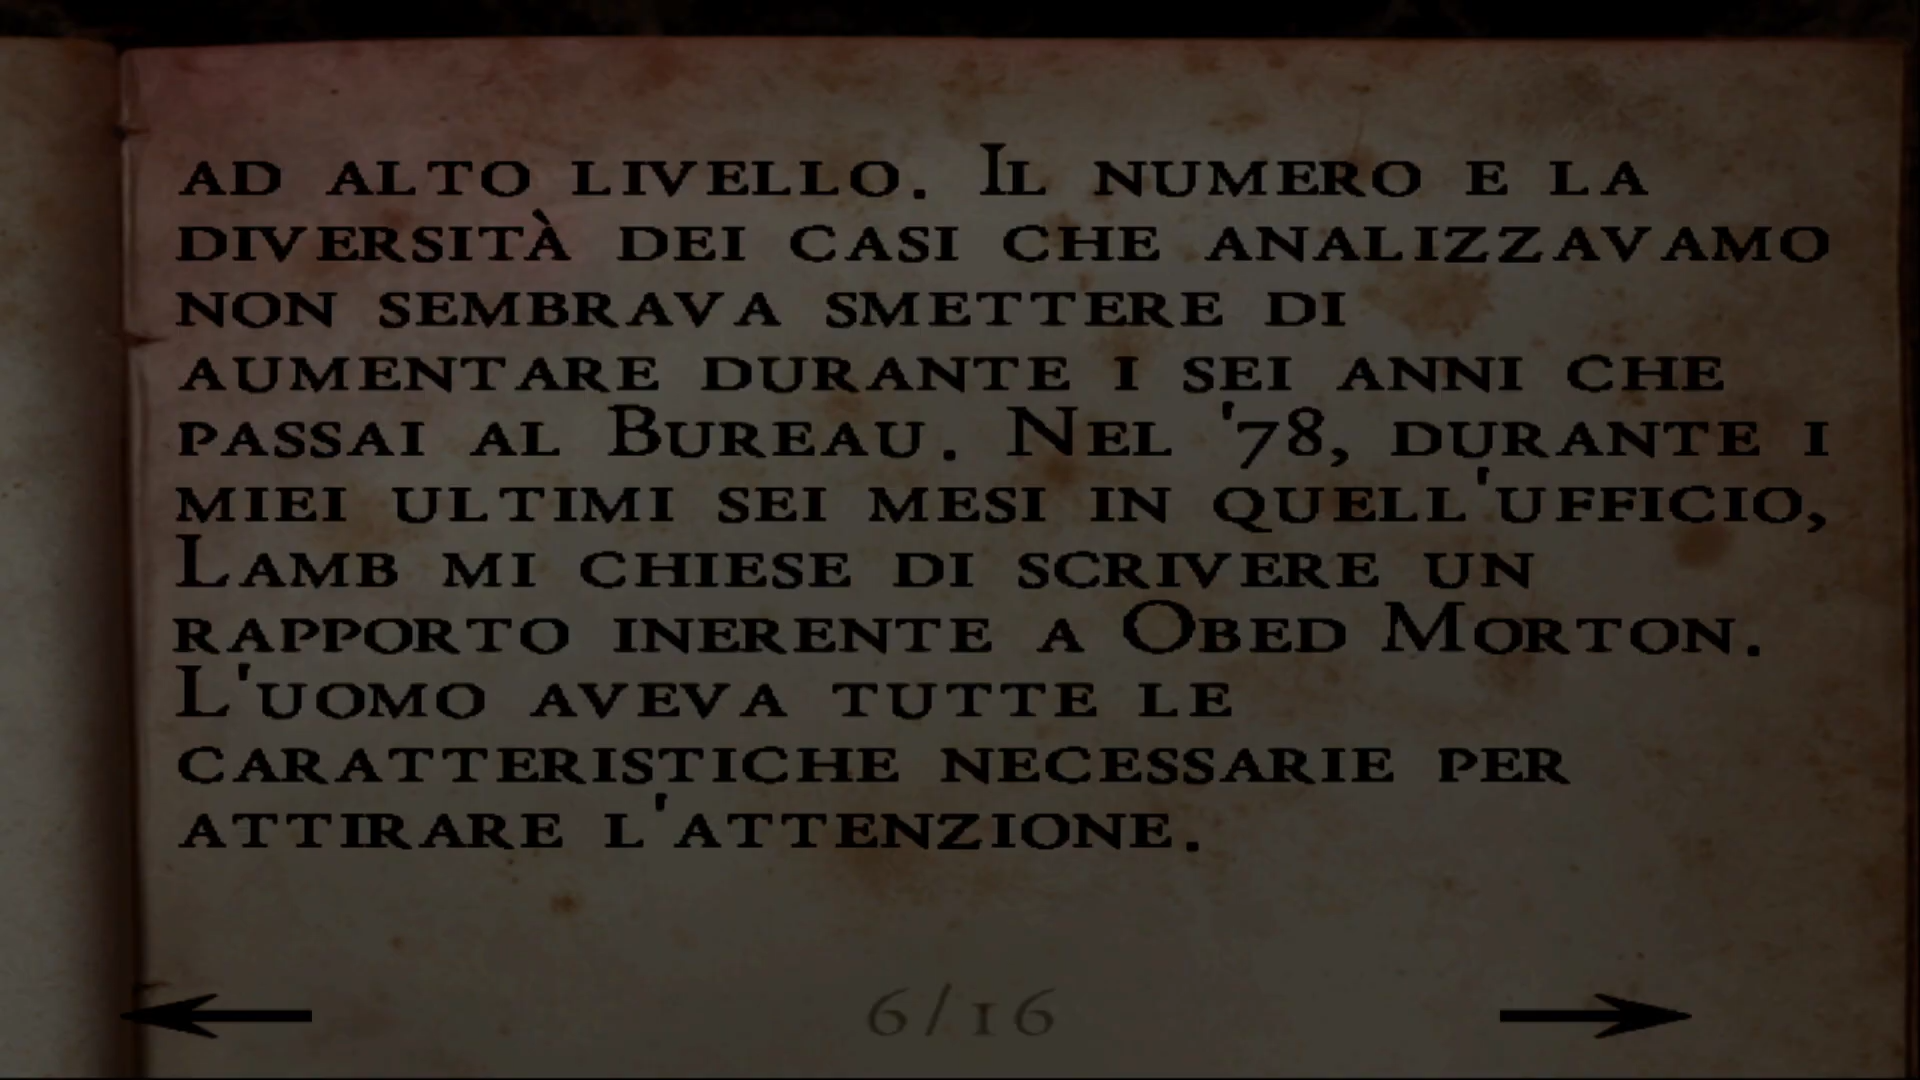 AD ALTO LIVELLO. IL NUMERO E LA
DIVERSITÀ DEI CASI CHE ANALIZZAVAMO
NON SEMBRAVA SMETTERE DI
AUMENTARE DURANTE I SEI ANNI CHE
PASSAI AL BUREAU. NEL '78, DURANTE I
MIEI ULTIMI SEI MESI IN QUELL'UFFICIO,
LAMB MI CHIESE DI SCRIVERE UN
RAPPORTO INERENTE A OBED MORTON.
L'UOMO AVEVA TUTTE LE
CARATTERISTICHE NECESSARIE PER
ATTIRARE L'ATTENZIONE.
6/16